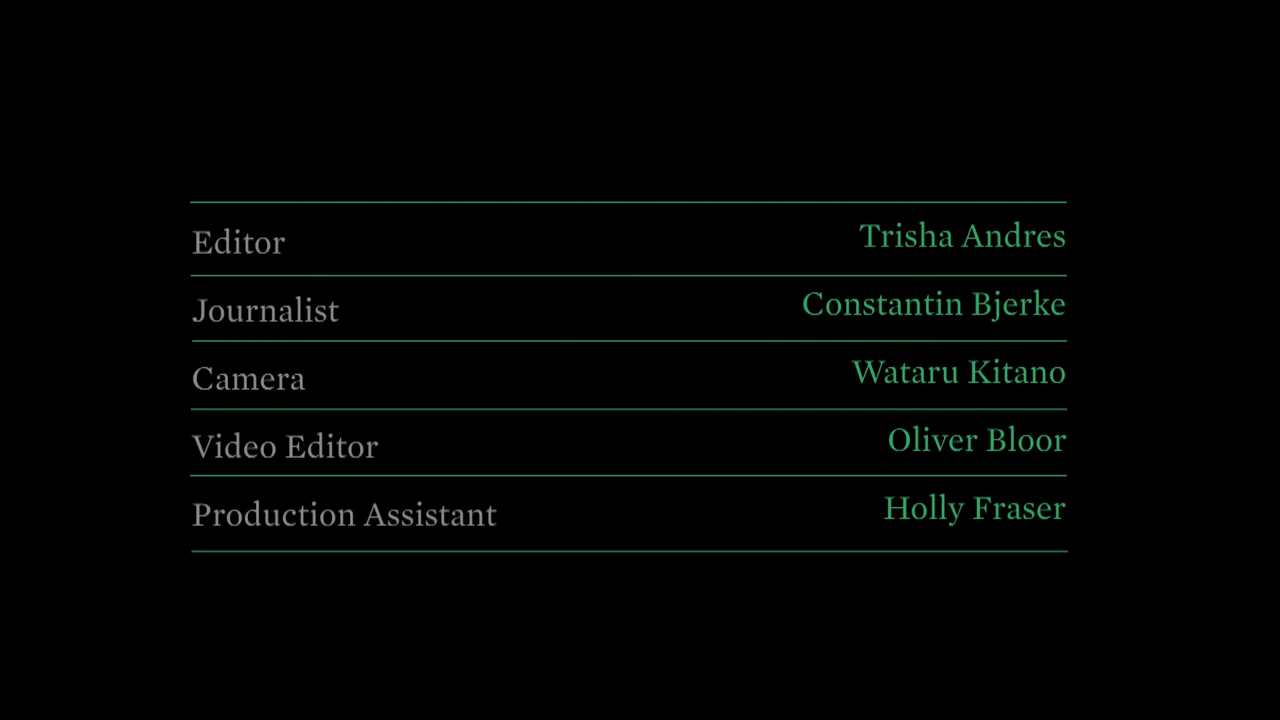 Editor Trisha Andres
Journalist Constantin Bjerke
Camera Wataru Kitano
Video Editor Oliver Bloor
Production Assistant Holly Fraser